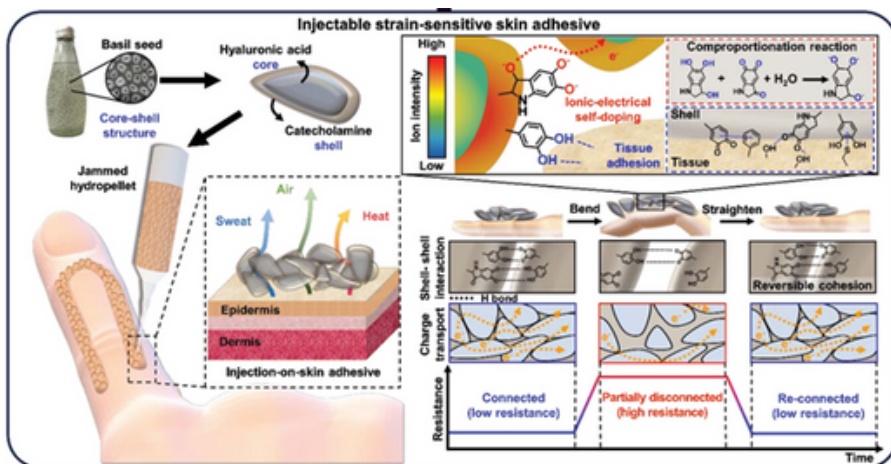 Injectable strain-sensitive skin adhesive
Basil seed
Core-shell
structure
Hyaluronic acid
core
Catecholamine
shell
Jammed
hydropellet
Sweat
Air
Heat
Epidermis
Dermis
Injection-on-skin adhesive
High
Ion intensity
Low
e⁻
Ionic-electrical
self-doping
OH
OH
Tissue
adhesion
Comproportionation reaction
+ H₂O
Shell
Tissue
Bend
Straighten
Shell- shell
interaction
H bond
Reversible cohesion
Charge
transport
Resistance
Connected
(low resistance)
Partially disconnected
(high resistance)
Re-connected
(low resistance)
Time